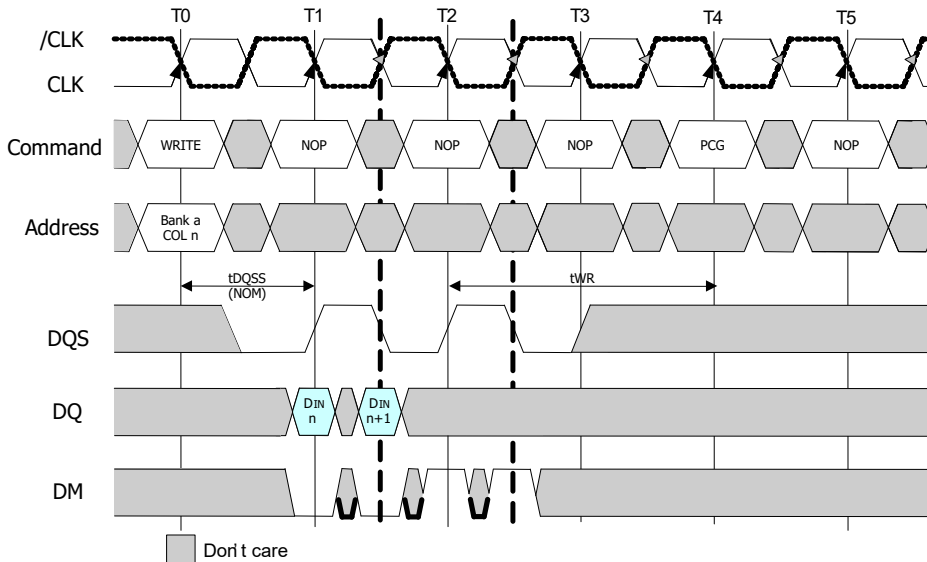 T0 T1 T2 T3 T4 T5
/CLK
CLK
Command WRITE NOP NOP NOP PCG NOP
Address Bank a
COL n
tDQSS
(NOM)
tWR
DQS
DQ DIN
n
DIN
n+1
DM
Don't care